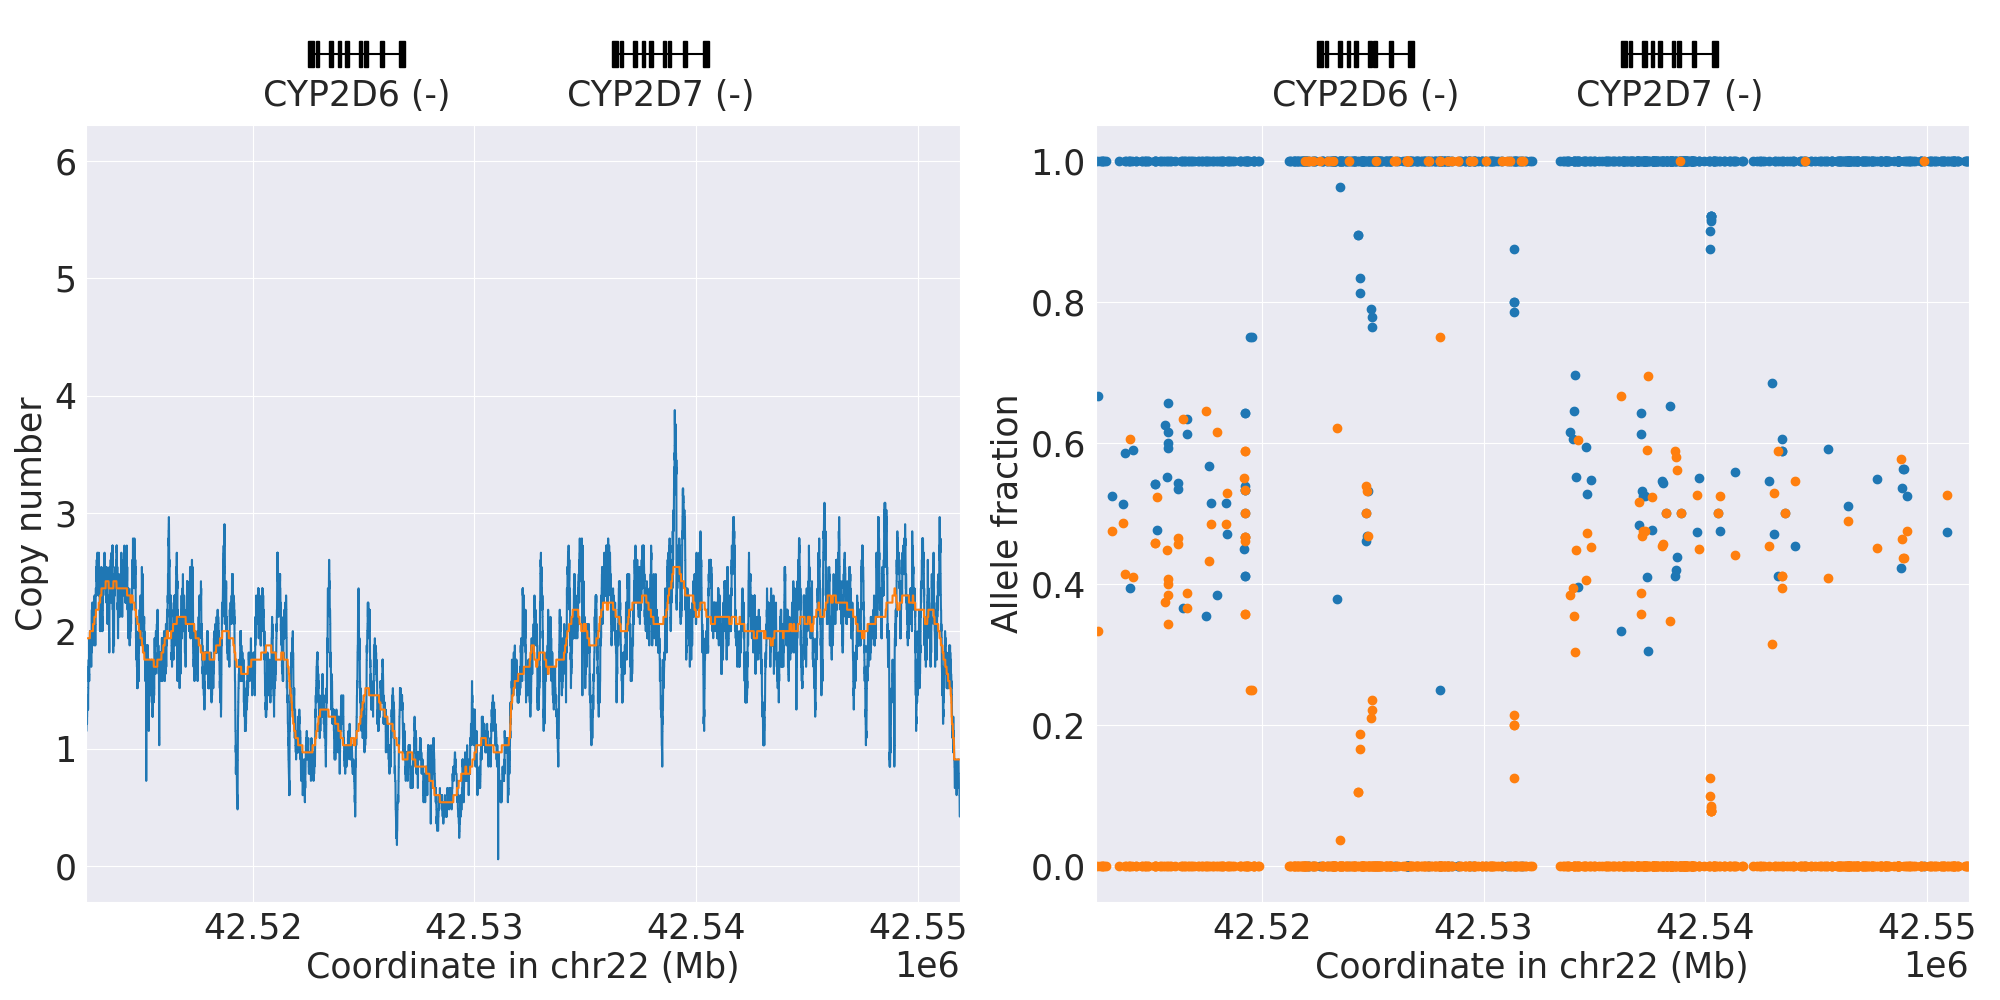 CYP2D6 (-) CYP2D7 (-)
Copy number
6
5
4
3
2
1
0
42.52 42.53 42.54 42.55
Coordinate in chr22 (Mb) 1e6
CYP2D6 (-) CYP2D7 (-)
Allele fraction
1.0
0.8
0.6
0.4
0.2
0.0
42.52 42.53 42.54 42.55
Coordinate in chr22 (Mb) 1e6